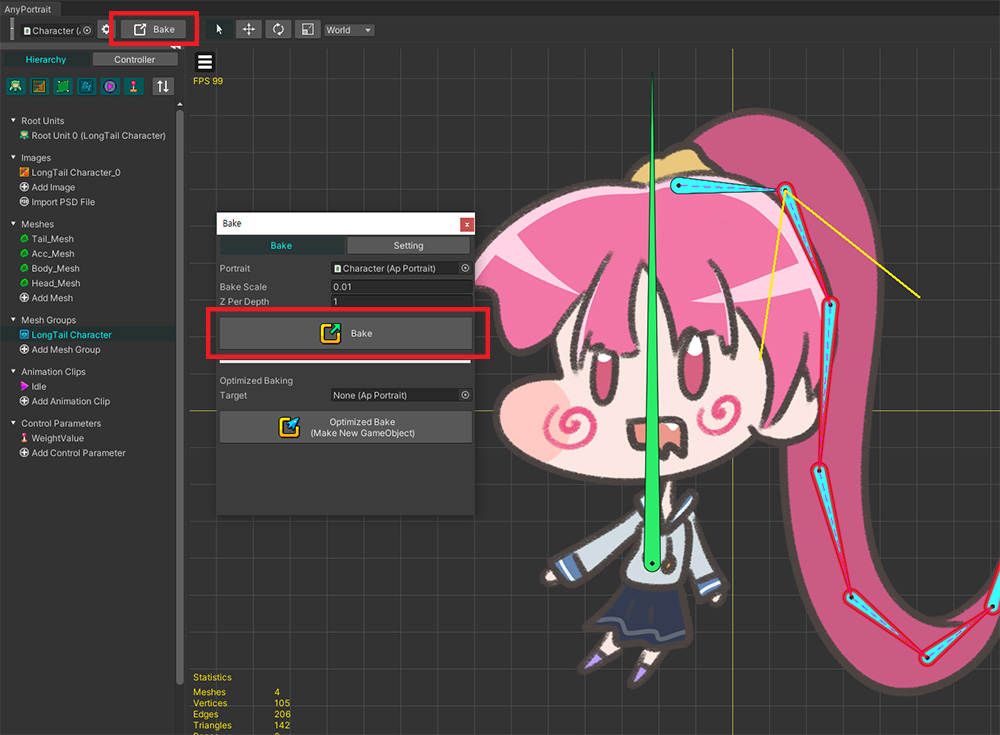 AnyPortrait
Character (
Bake
World
Hierarchy
Controller
FPS 99
Root Units
Root Unit 0 (LongTail Character)
Images
LongTail Character_0
Add Image
Import PSD File
Meshes
Tail_Mesh
Acc_Mesh
Body_Mesh
Head_Mesh
Add Mesh
Mesh Groups
LongTail Character
Add Mesh Group
Animation Clips
Idle
Add Animation Clip
Control Parameters
WeightValue
Add Control Parameter
Bake
Bake
Setting
Portrait
Character (Ap Portrait)
Bake Scale
0.01
Z Per Depth
1
Bake
Optimized Baking
Target
None (Ap Portrait)
Optimized Bake
(Make New GameObject)
Statistics
Meshes 4
Vertices 105
Edges 206
Triangles 142